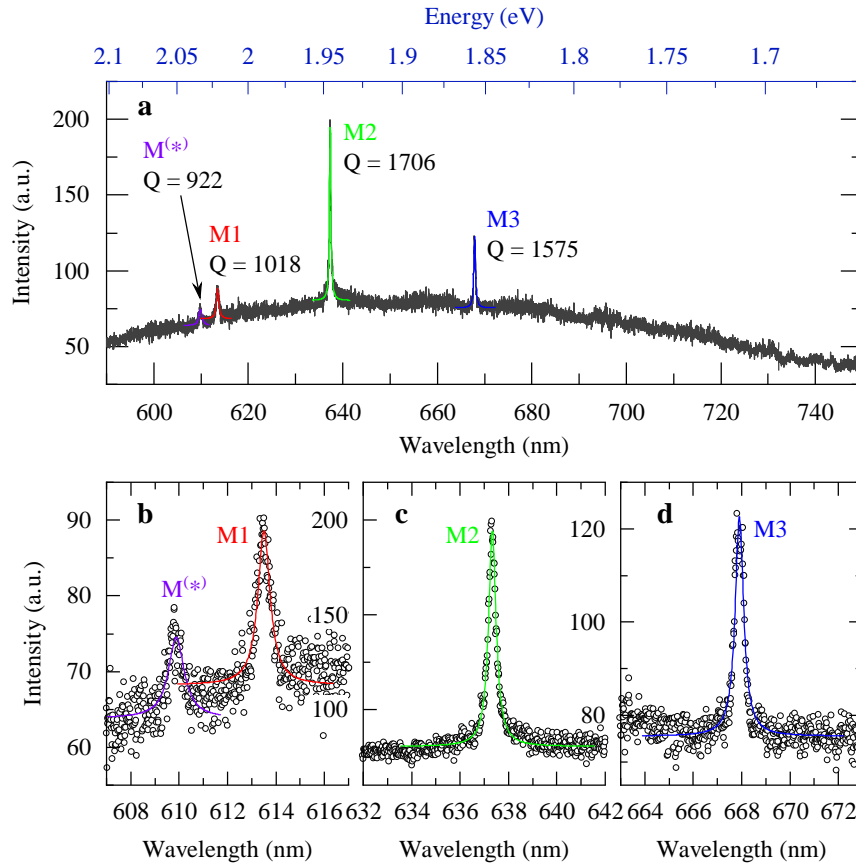 Energy (eV)
2.1 2.05 2 1.95 1.9 1.85 1.8 1.75 1.7
a
Intensity (a.u.)
200
150
100
50
M(*)
Q = 922
M1
Q = 1018
M2
Q = 1706
M3
Q = 1575
600 620 640 660 680 700 720 740
Wavelength (nm)
b
Intensity (a.u.)
90
80
70
60
M(*)
M1
608 610 612 614 616
Wavelength (nm)
c
200
150
100
M2
632 634 636 638 640 642
Wavelength (nm)
d
120
100
80
M3
664 666 668 670 672
Wavelength (nm)